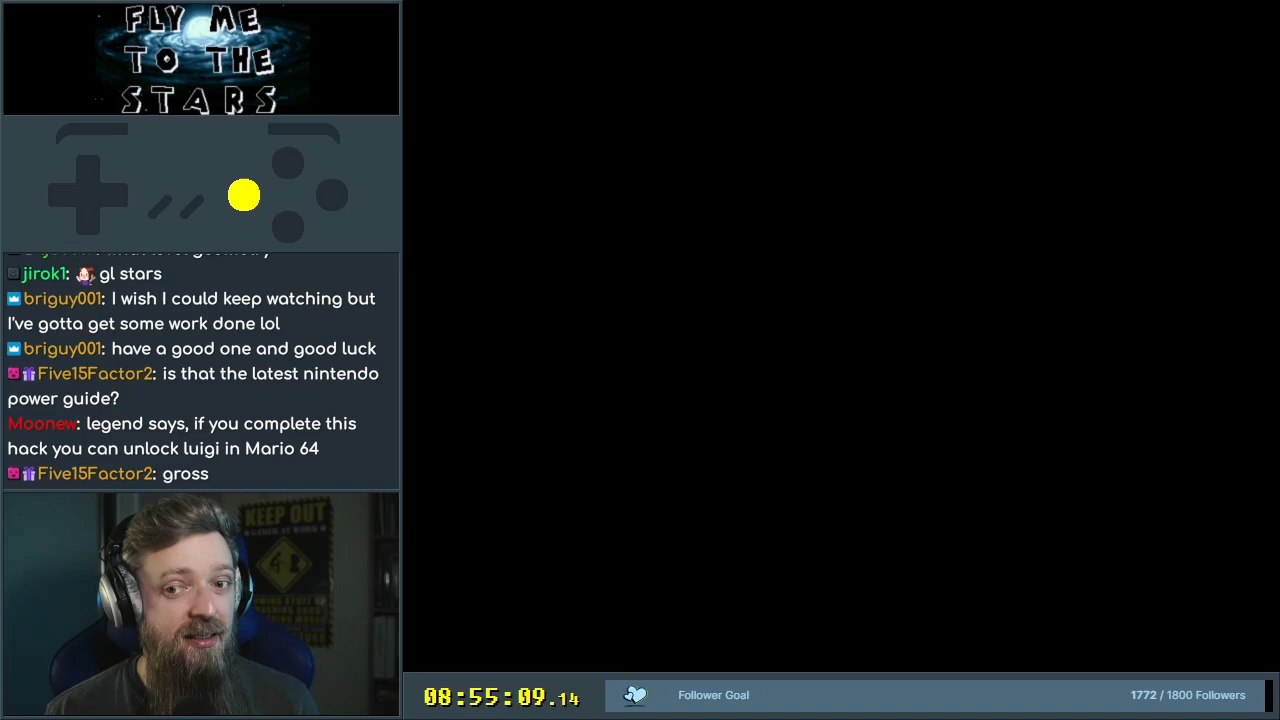 FLY ME
TO THE
STARS
jirok1: gl stars
briguy001: I wish I could keep watching but
I've gotta get some work done lol
briguy001: have a good one and good luck
Five15Factor2: is that the latest nintendo
power guide?
Moonew: legend says, if you complete this
hack you can unlock luigi in Mario 64
Five15Factor2: gross
KEEP OUT
08:55:09.14
Follower Goal
1772 / 1800 Followers